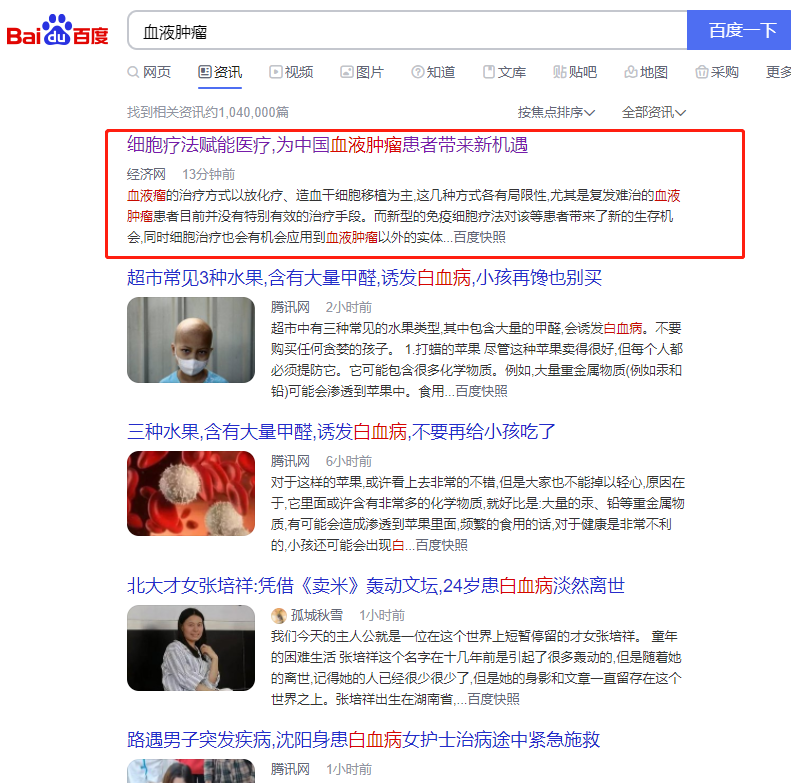 Bai du 百度
血液肿瘤
百度一下
网页 资讯 视频 图片 知道 文库 贴吧 地图 采购 更多
找到相关资讯约1,040,000篇 按焦点排序 全部资讯
细胞疗法赋能医疗,为中国血液肿瘤患者带来新机遇
经济网 13分钟前
血液瘤的治疗方式以放化疗、造血干细胞移植为主,这几种方式各有局限性,尤其是复发难治的血液
肿瘤患者目前并没有特别有效的治疗手段。而新型的免疫细胞疗法对该等患者带来了新的生存机
会,同时细胞治疗也会有机会应用到血液肿瘤以外的实体...百度快照
超市常见3种水果,含有大量甲醛,诱发白血病,小孩再馋也别买
腾讯网 2小时前
超市中有三种常见的水果类型,其中包含大量的甲醛,会诱发白血病。不要
购买任何贪婪的孩子。 1.打蜡的苹果 尽管这种苹果卖得很好,但每个人都
必须提防它。它可能包含很多化学物质。例如,大量重金属物质(例如汞和
铅)可能会渗透到苹果中。食用...百度快照
三种水果,含有大量甲醛,诱发白血病,不要再给小孩吃了
腾讯网 6小时前
对于这样的苹果,或许看上去非常的不错,但是大家也不能掉以轻心,原因在
于,它里面或许含有非常多的化学物质,就好比是:大量的汞、铅等重金属物
质,有可能会造成渗透到苹果里面,频繁的食用的话,对于健康是非常不利
的,小孩还可能会出现白...百度快照
北大才女张培祥:凭借《卖米》轰动文坛,24岁患白血病淡然离世
孤城秋雪 1小时前
我们今天的主人公就是一位在这个世界上短暂停留的才女张培祥。 童年
的困难生活 张培祥这个名字在十几年前是引起了很多轰动的,但是随着她
的离世,记得她的人已经很少很少了,但是她的身影和文章一直留存在这个
世界之上。张培祥出生在湖南省,...百度快照
路遇男子突发疾病,沈阳身患白血病女护士治病途中紧急施救
腾讯网 1小时前